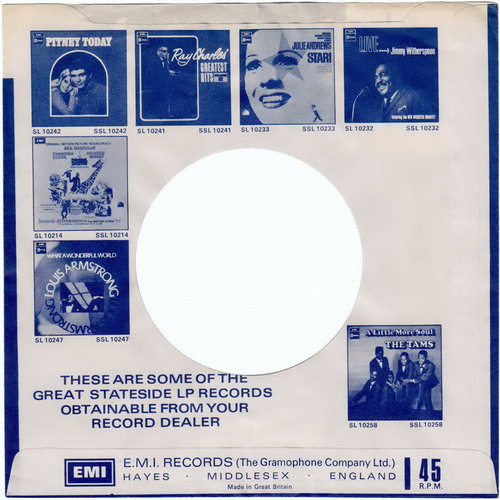 PITNEY TODAY
SL 10242 SSL 10242
Ray Charles'
GREATEST
HITS
SL 10241 SSL 10241
JULIE ANDREWS
STAR!
SL 10233 SSL 10233
LIVE
Jimmy Witherspoon
SL 10232 SSL 10232
ORIGINAL MOTION PICTURE SOUNDTRACK
SL 10214 SSL 10214
WHAT A WONDERFUL WORLD
LOUIS ARMSTRONG
SL 10247 SSL 10247
A Little More Soul
THE TAMS
SL 10258 SSL 10258
THESE ARE SOME OF THE
GREAT STATESIDE LP RECORDS
OBTAINABLE FROM YOUR
RECORD DEALER
EMI
E.M.I. RECORDS (The Gramophone Company Ltd.)
HAYES · MIDDLESEX · ENGLAND
Made in Great Britain
45
R.P.M.